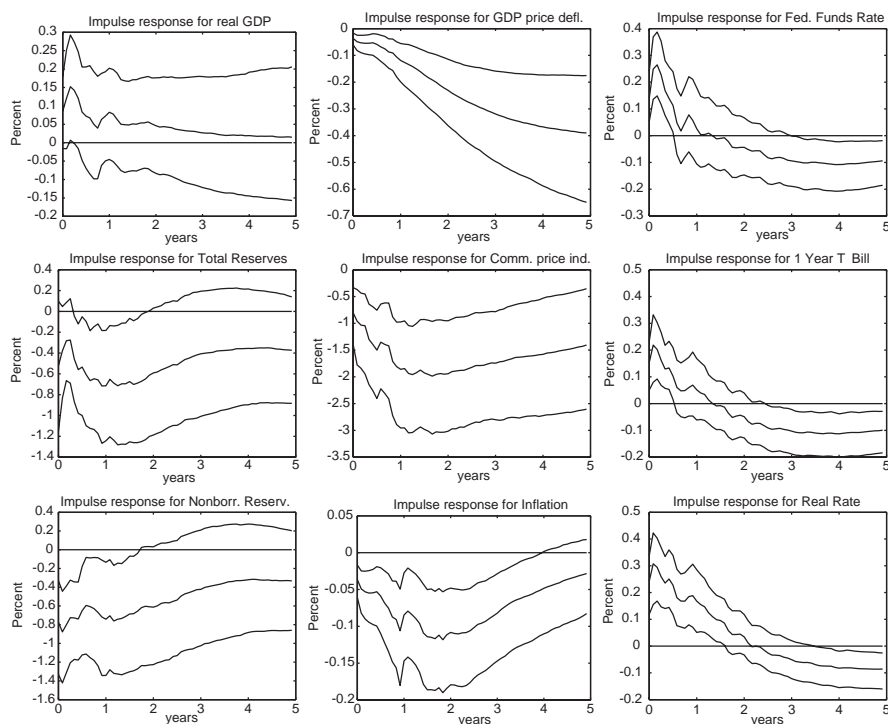 Impulse response for real GDP
0.3
0.25
0.2
0.15
0.1
0.05
0
-0.05
-0.1
-0.15
-0.2
Percent
0 1 2 3 4 5
years
Impulse response for GDP price defl.
0
-0.1
-0.2
-0.3
-0.4
-0.5
-0.6
-0.7
Percent
0 1 2 3 4 5
years
Impulse response for Fed. Funds Rate
0.4
0.3
0.2
0.1
0
-0.1
-0.2
0.3
Percent
0 1 2 3 4 5
years
Impulse response for Total Reserves
0.4
0.2
0
-0.2
-0.4
-0.6
-0.8
-1
-1.2
-1.4
Percent
0 1 2 3 4 5
years
Impulse response for Comm. price ind.
0
-0.5
-1
-1.5
-2
-2.5
-3
-3.5
Percent
0 1 2 3 4 5
years
Impulse response for 1 Year T Bill
0.5
0.4
0.3
0.2
0.1
0
-0.1
-0.2
Percent
0 1 2 3 4 5
years
Impulse response for Nonborr. Reserv.
0.4
0.2
0
-0.2
-0.4
-0.6
-0.8
-1
-1.2
-1.4
-1.6
Percent
0 1 2 3 4 5
years
Impulse response for Inflation
0.05
0
-0.05
-0.1
-0.15
-0.2
Percent
0 1 2 3 4 5
years
Impulse response for Real Rate
0.5
0.4
0.3
0.2
0.1
0
-0.1
-0.2
Percent
0 1 2 3 4 5
years